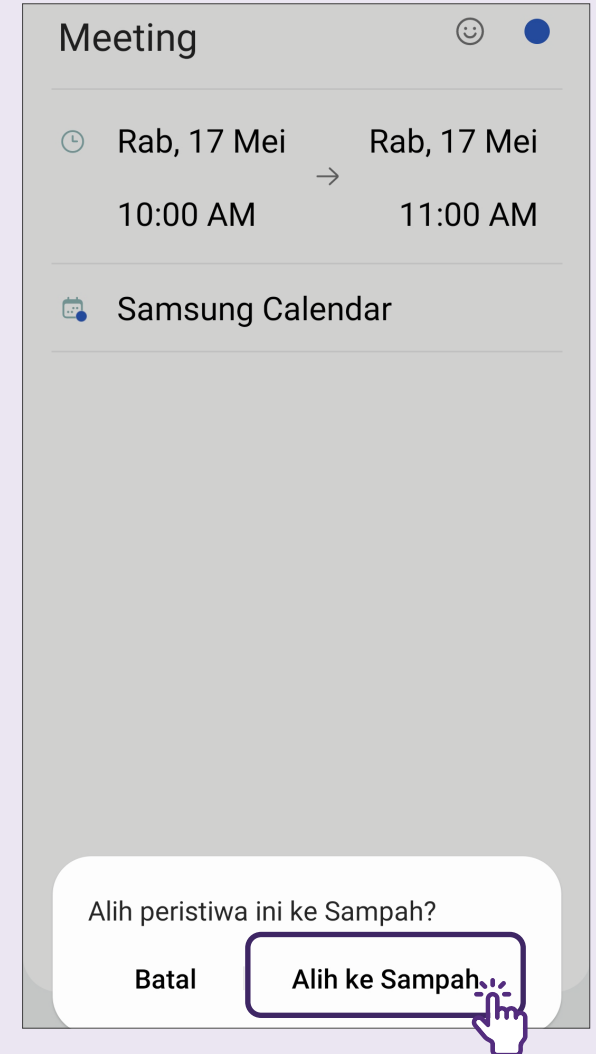 Meeting
Rab, 17 Mei → Rab, 17 Mei
10:00 AM 11:00 AM
Samsung Calendar
Alih peristiwa ini ke Sampah?
Batal Alih ke Sampah